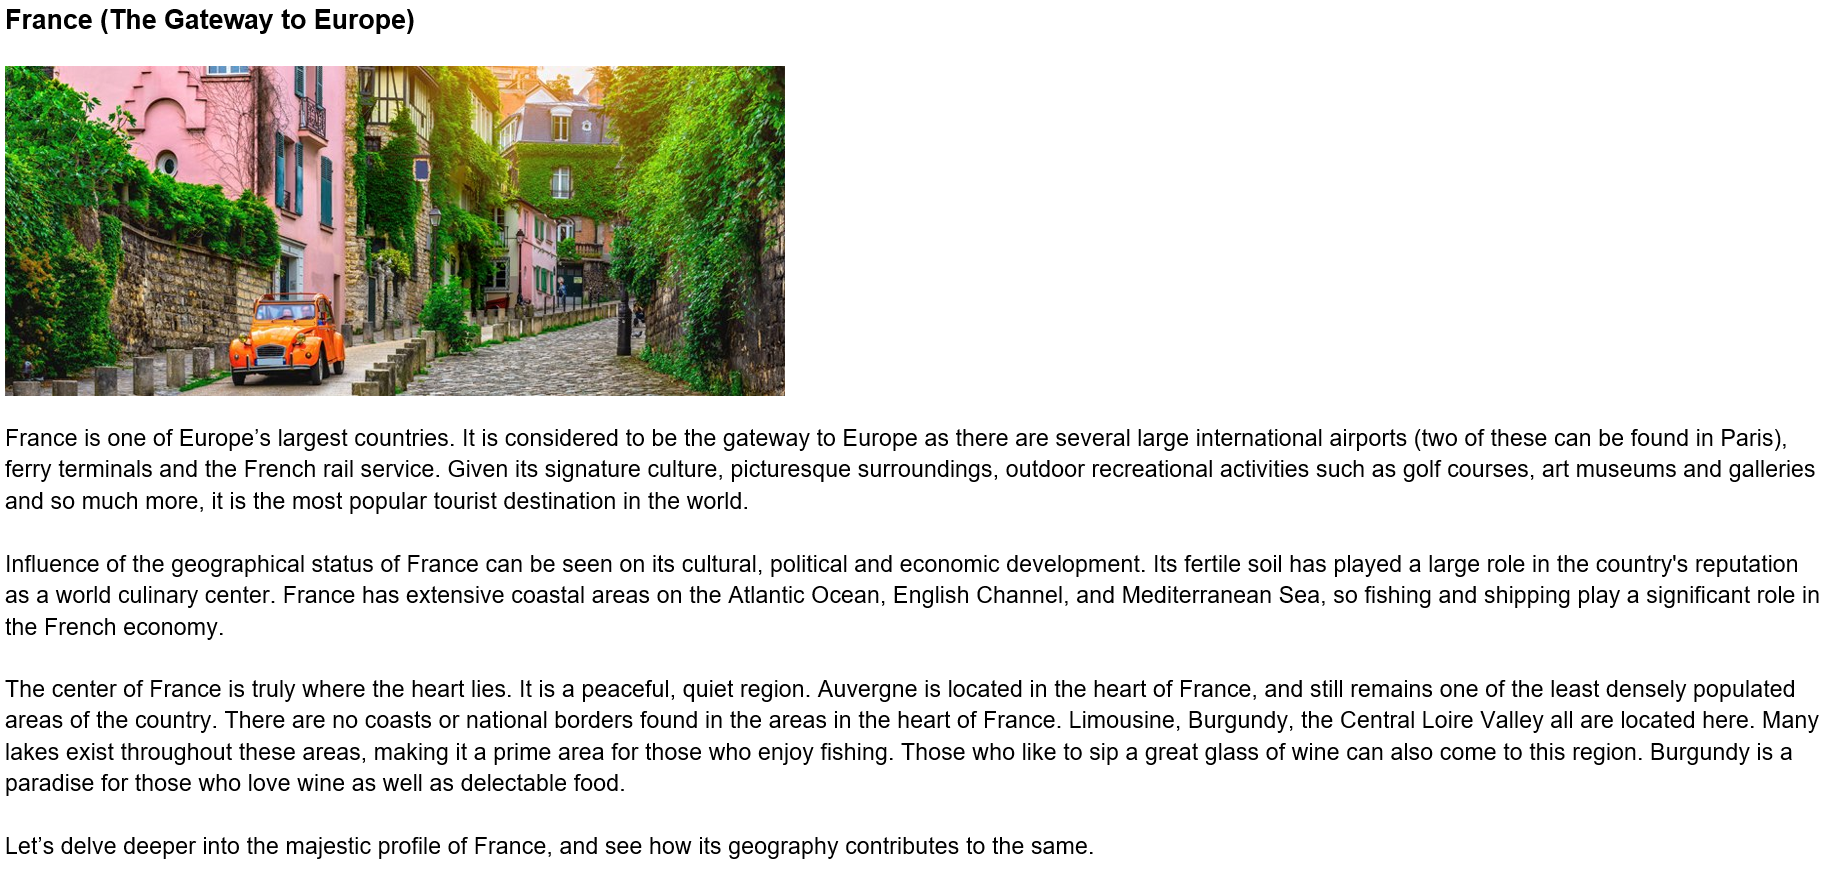 France (The Gateway to Europe)
France is one of Europe’s largest countries. It is considered to be the gateway to Europe as there are several large international airports (two of these can be found in Paris),
ferry terminals and the French rail service. Given its signature culture, picturesque surroundings, outdoor recreational activities such as golf courses, art museums and galleries
and so much more, it is the most popular tourist destination in the world.
Influence of the geographical status of France can be seen on its cultural, political and economic development. Its fertile soil has played a large role in the country's reputation
as a world culinary center. France has extensive coastal areas on the Atlantic Ocean, English Channel, and Mediterranean Sea, so fishing and shipping play a significant role in
the French economy.
The center of France is truly where the heart lies. It is a peaceful, quiet region. Auvergne is located in the heart of France, and still remains one of the least densely populated
areas of the country. There are no coasts or national borders found in the areas in the heart of France. Limousine, Burgundy, the Central Loire Valley all are located here. Many
lakes exist throughout these areas, making it a prime area for those who enjoy fishing. Those who like to sip a great glass of wine can also come to this region. Burgundy is a
paradise for those who love wine as well as delectable food.
Let’s delve deeper into the majestic profile of France, and see how its geography contributes to the same.